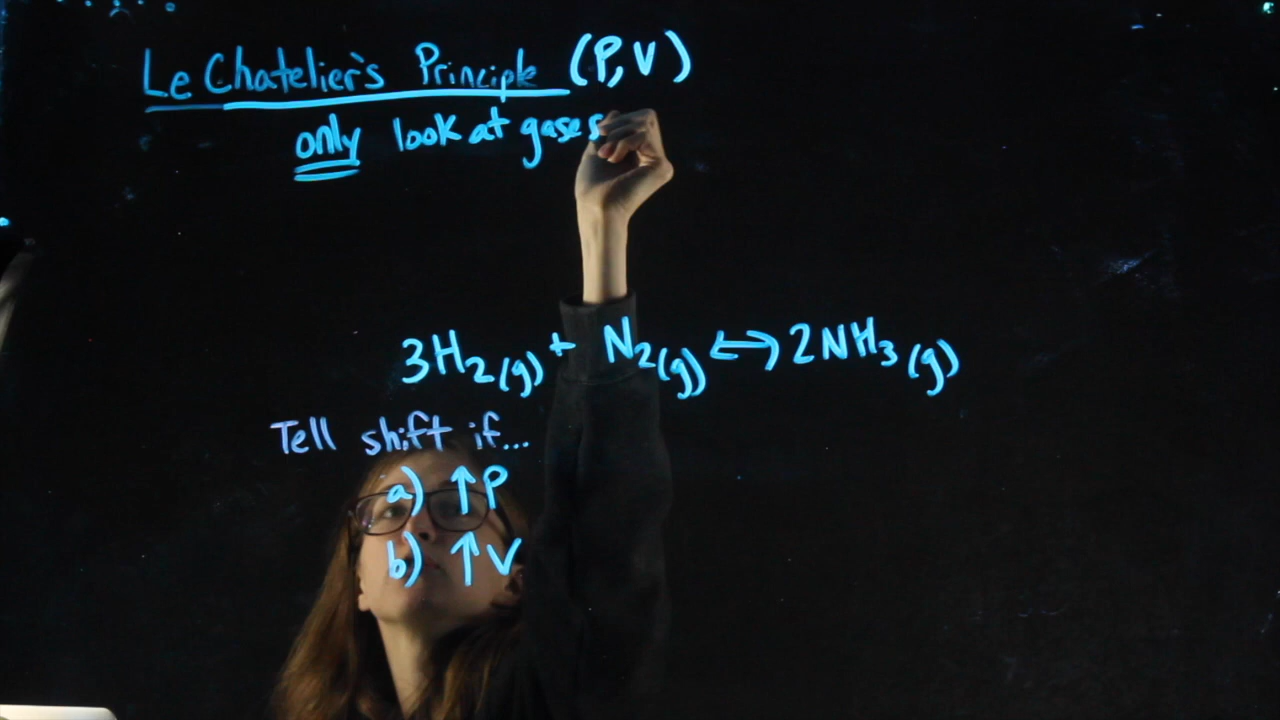 Le Chatelier's Principle (P, V)
only look at gases
3H₂(g) + N₂(g) ↔ 2NH₃(g)
Tell shift if...
a) ↑P
b) ↑V